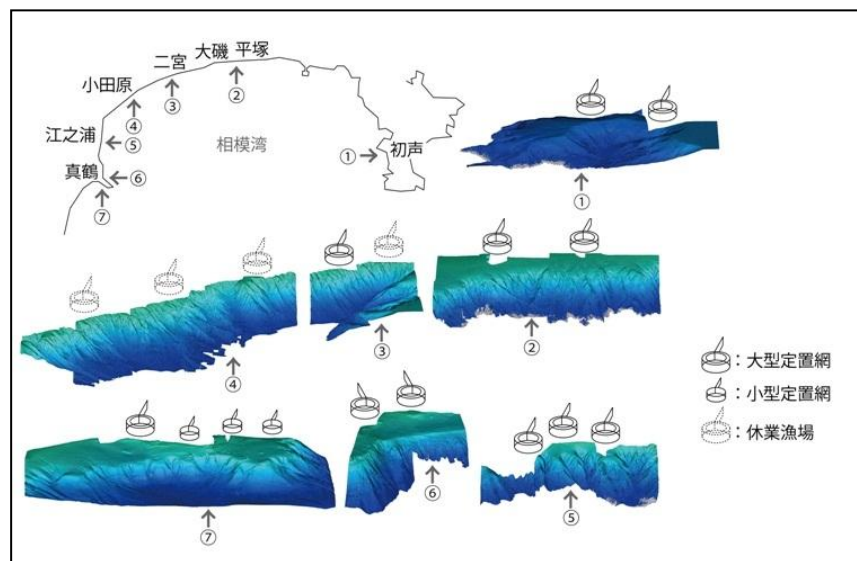 大磯 平塚
二宮
小田原
③
②
④
江之浦
⑤
相模湾
①
初声
真鶴
⑥
⑦
①
④
③
②
：大型定置網
：小型定置網
：休業漁場
⑦
⑥
⑤